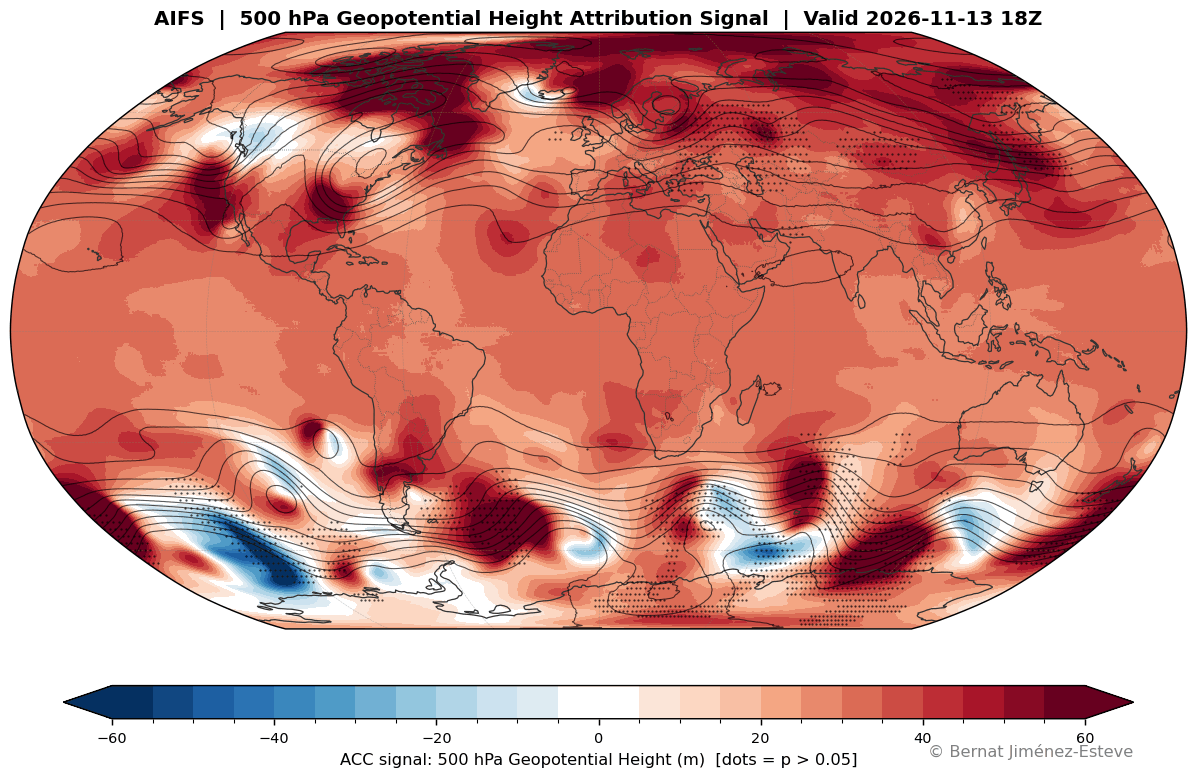 AIFS  |  500 hPa Geopotential Height Attribution Signal  |  Valid 2026-11-13 18Z
−60 −40 −20 0 20 40 60
ACC signal: 500 hPa Geopotential Height (m)  [dots = p > 0.05]
© Bernat Jiménez-Esteve